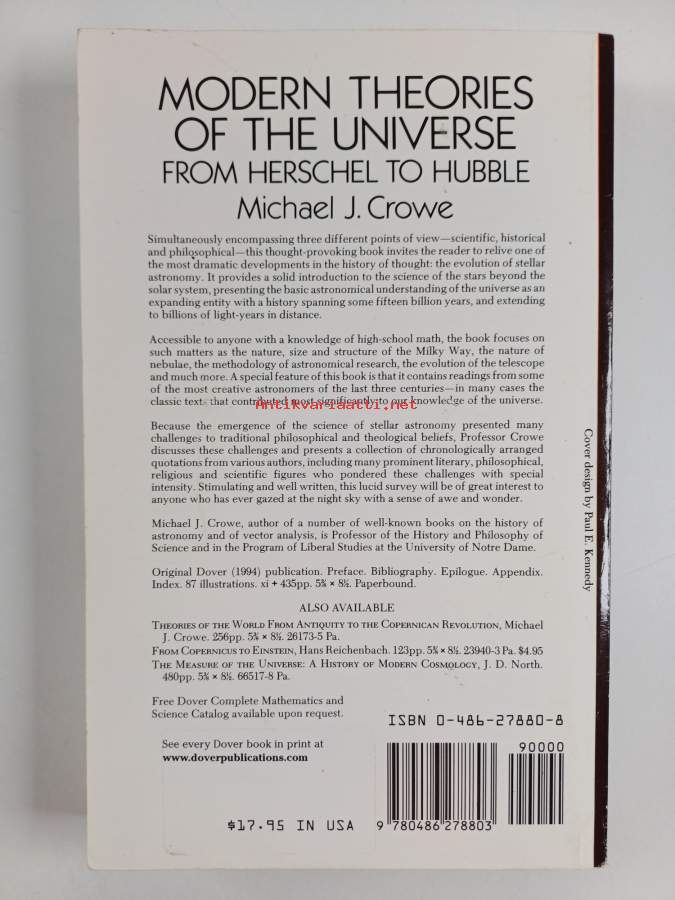 MODERN THEORIES
OF THE UNIVERSE
FROM HERSCHEL TO HUBBLE
Michael J. Crowe
Simultaneously encompassing three different points of view—scientific, historical
and philosophical—this thought-provoking book invites the reader to relive one of
the most dramatic developments in the history of thought: the evolution of stellar
astronomy. It provides a solid introduction to the science of the stars beyond the
solar system, presenting the basic astronomical understanding of the universe as an
expanding entity with a history spanning some fifteen billion years, and extending
to billions of light-years in distance.
Accessible to anyone with a knowledge of high-school math, the book focuses on
such matters as the nature, size and structure of the Milky Way, the nature of
nebulae, the methodology of astronomical research, the evolution of the telescope
and much more. A special feature of this book is that it contains readings from some
of the most creative astronomers of the last three centuries—in many cases the
classic texts that contributed most significantly to our knowledge of the universe.
Antikvariaatti.net
Because the emergence of the science of stellar astronomy presented many
challenges to traditional philosophical and theological beliefs, Professor Crowe
discusses these challenges and presents a collection of chronologically arranged
quotations from various authors, including many prominent literary, philosophical,
religious and scientific figures who pondered these challenges with special
intensity. Stimulating and well written, this lucid survey will be of great interest to
anyone who has ever gazed at the night sky with a sense of awe and wonder.
Michael J. Crowe, author of a number of well-known books on the history of
astronomy and of vector analysis, is Professor of the History and Philosophy of
Science and in the Program of Liberal Studies at the University of Notre Dame.
Original Dover (1994) publication. Preface. Bibliography. Epilogue. Appendix.
Index. 87 illustrations. xi + 435pp. 5⅜ × 8½. Paperbound.
ALSO AVAILABLE
THEORIES OF THE WORLD FROM ANTIQUITY TO THE COPERNICAN REVOLUTION, Michael
J. Crowe. 256pp. 5⅜ × 8½. 26173-5 Pa.
FROM COPERNICUS TO EINSTEIN, Hans Reichenbach. 123pp. 5⅜ × 8½. 23940-3 Pa. $4.95
THE MEASURE OF THE UNIVERSE: A HISTORY OF MODERN COSMOLOGY, J. D. North.
480pp. 5⅜ × 8½. 66517-8 Pa.
Free Dover Complete Mathematics and
Science Catalog available upon request.
See every Dover book in print at
www.doverpublications.com
$17.95 IN USA
ISBN 0-486-27880-8
90000
9 780486 278803
Cover design by Paul E. Kennedy